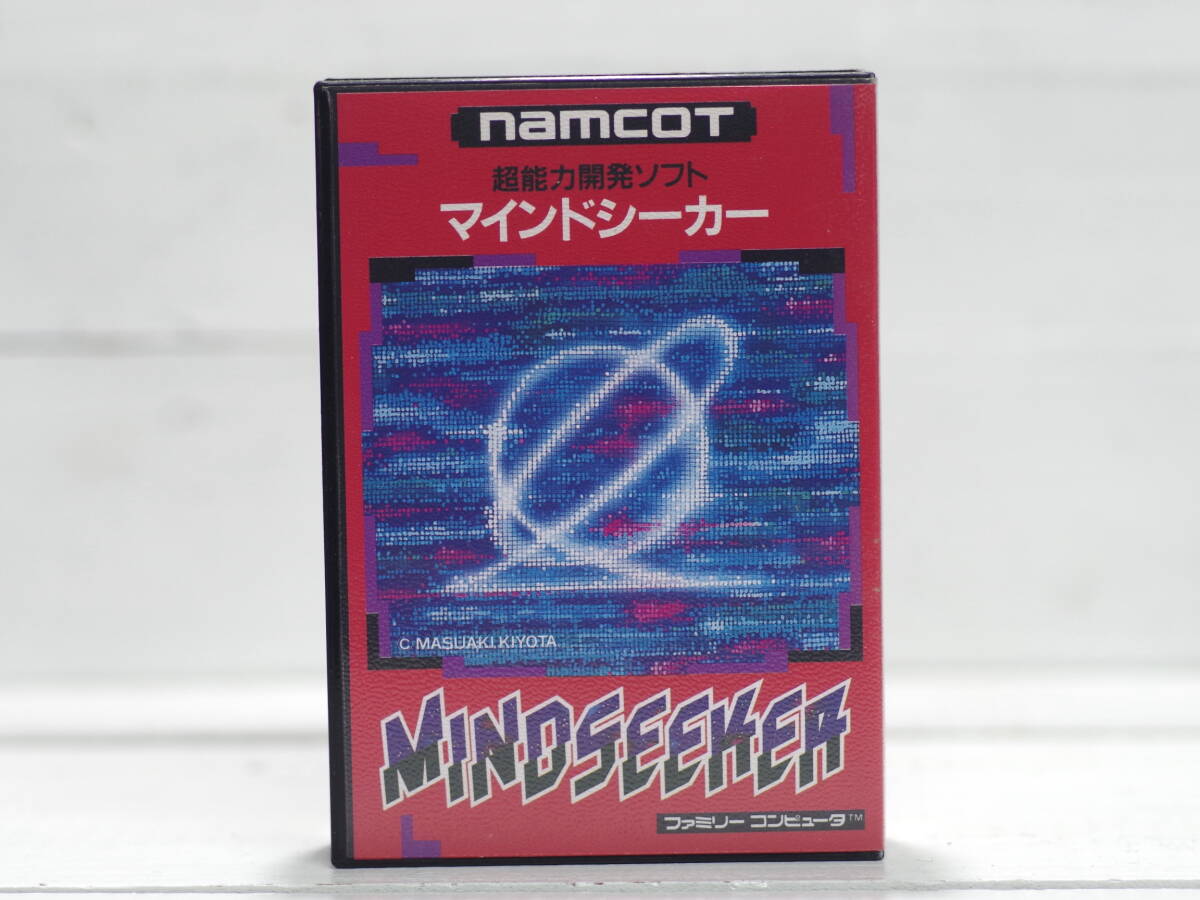 namcoT
超能力開発ソフト
マインドシーカー
C MASUAKI KIYOTA
MINDSEEKER
ファミリー コンピュータ™